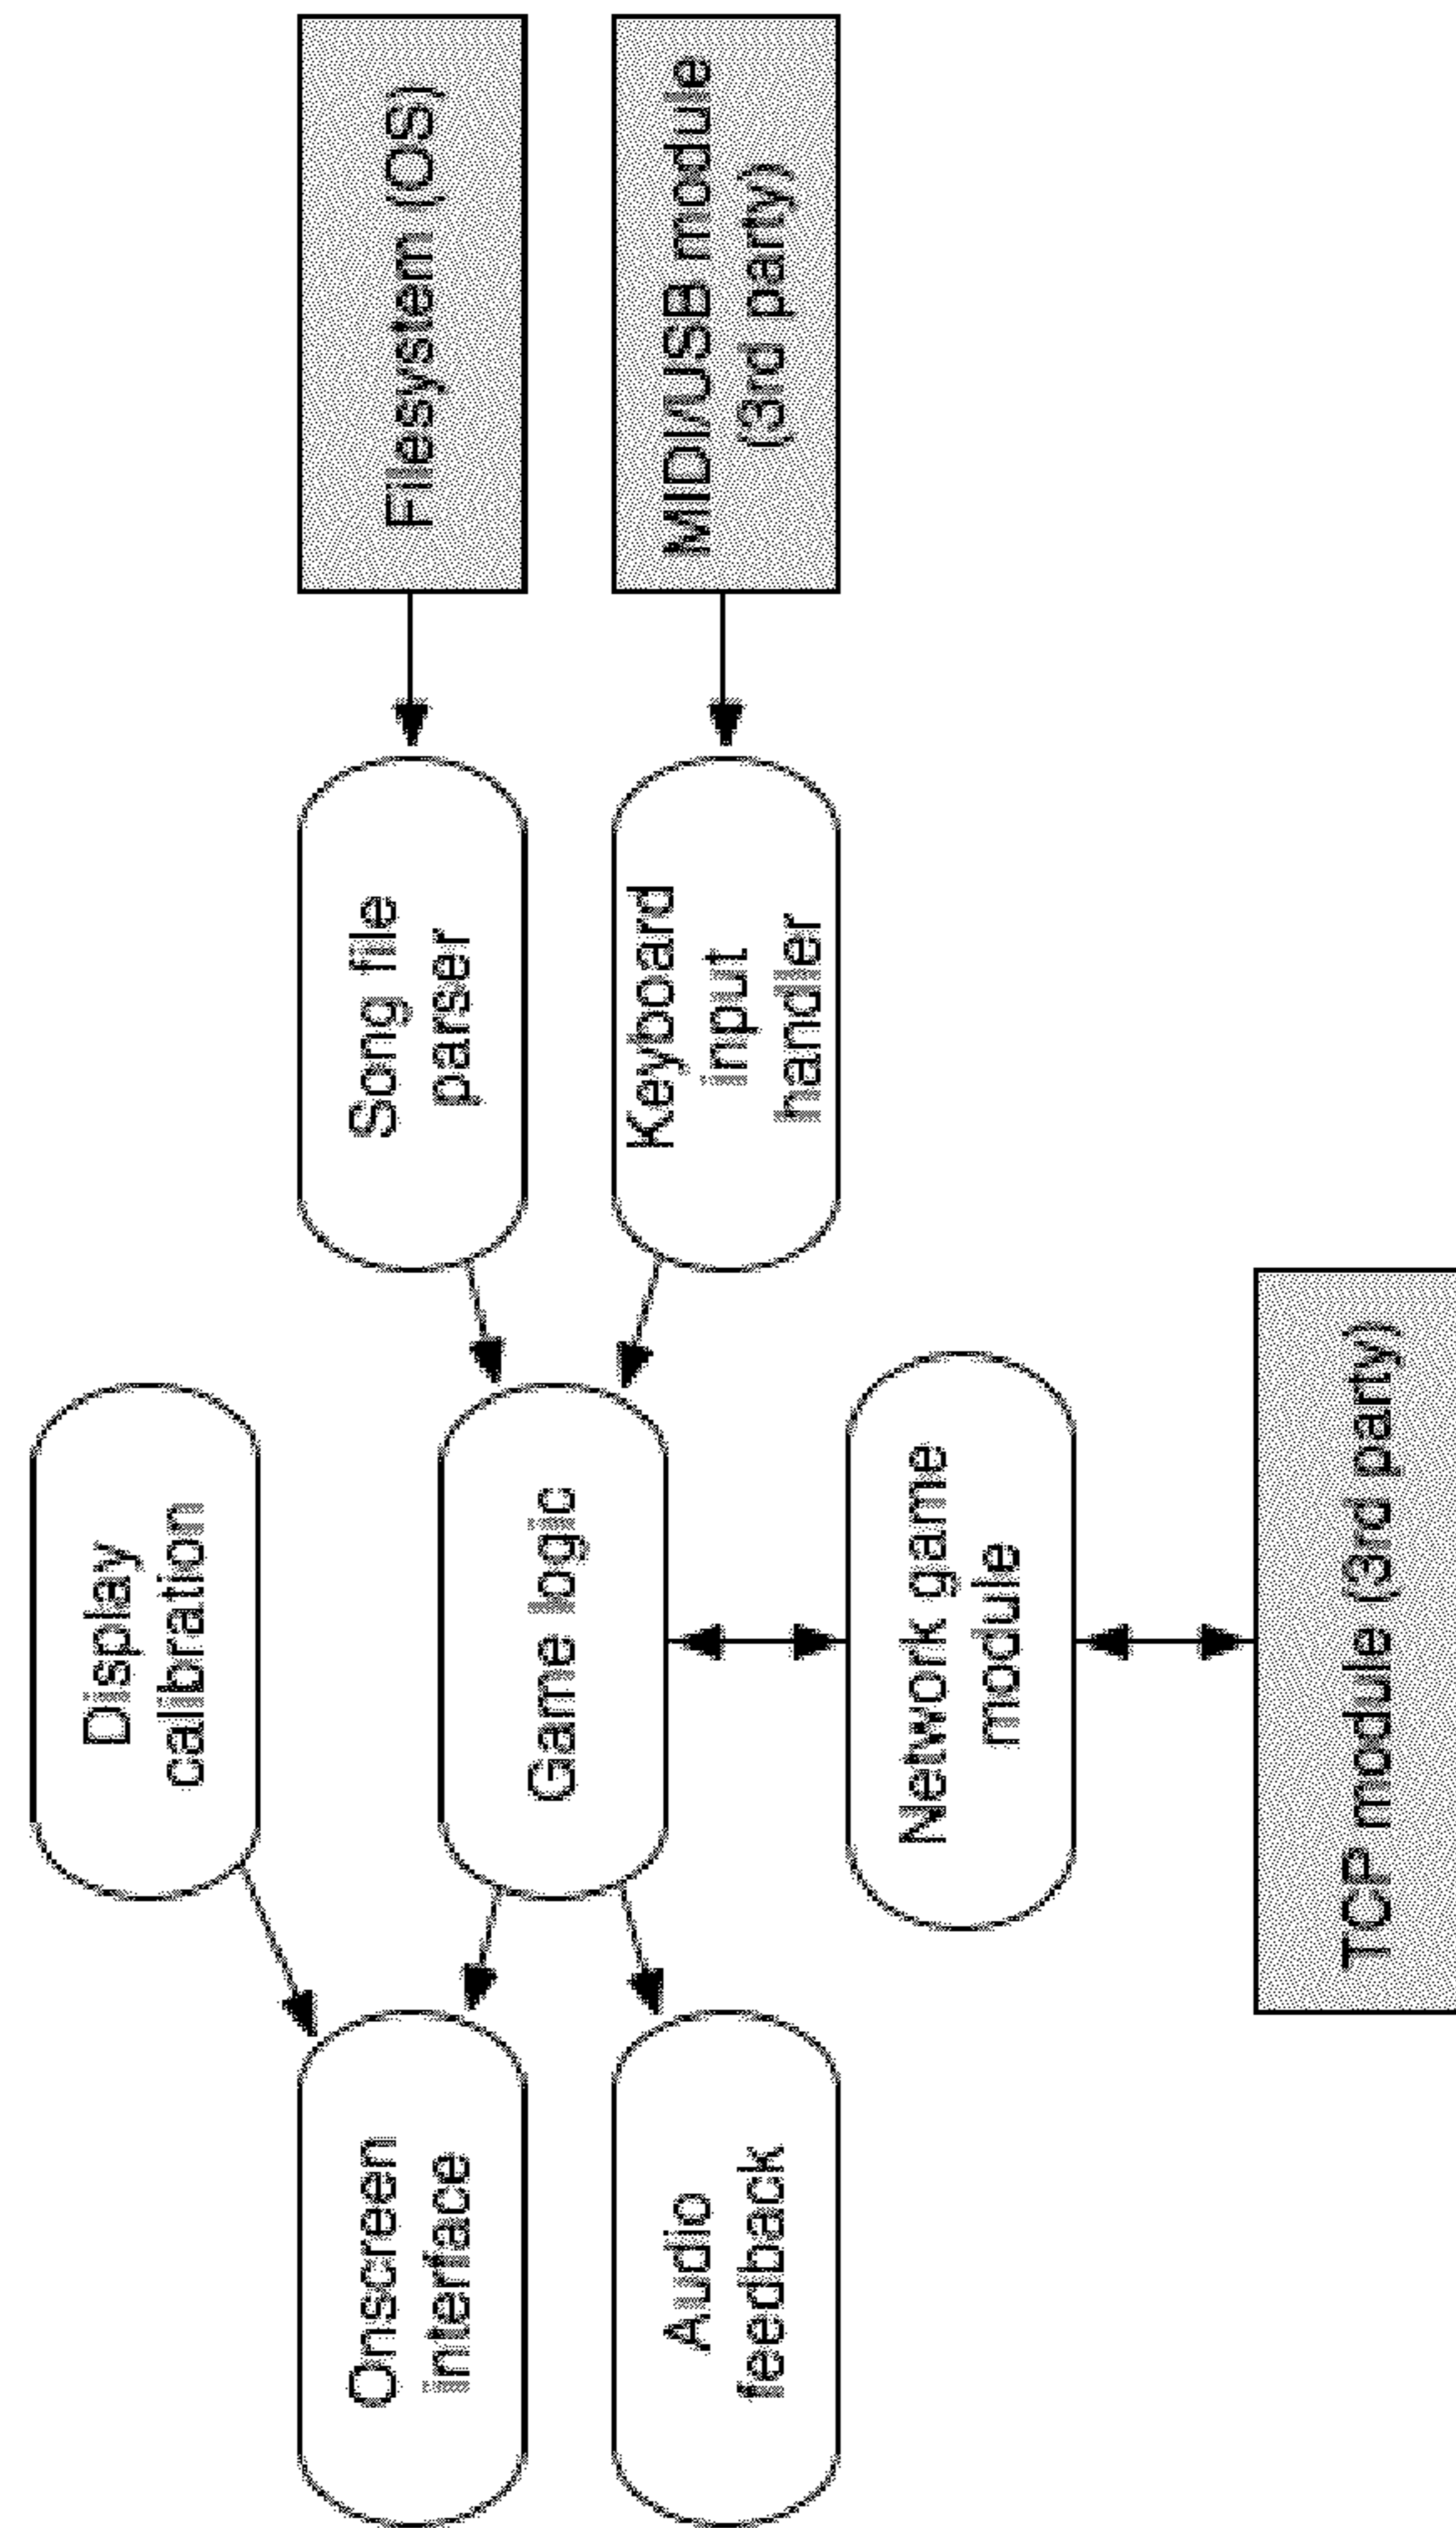 Display
calibration
Onscreen
interface
Song file
parser
Filesystem (OS)
Game logic
Audio
feedback
Keyboard
input
handler
MIDI/USB module
(3rd party)
Network game
module
TCP module (3rd party)